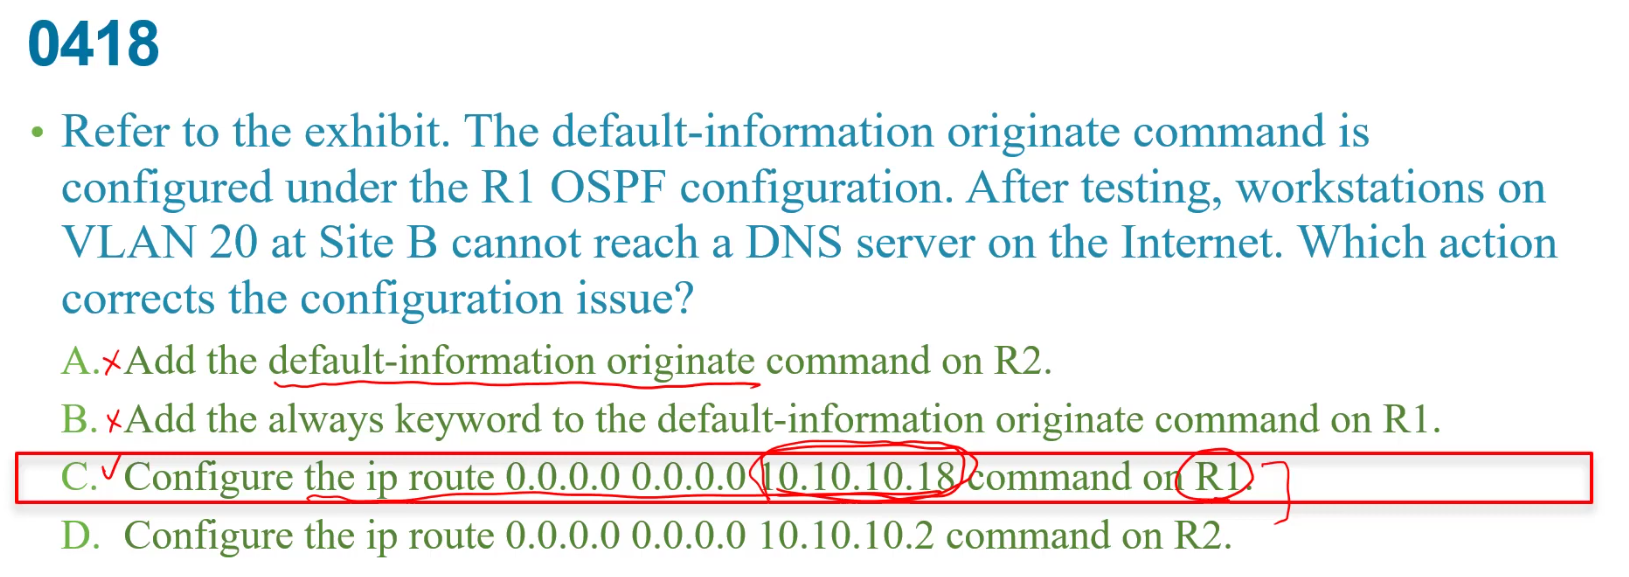 0418
• Refer to the exhibit. The default-information originate command is
configured under the R1 OSPF configuration. After testing, workstations on
VLAN 20 at Site B cannot reach a DNS server on the Internet. Which action
corrects the configuration issue?
A. Add the default-information originate command on R2.
B. Add the always keyword to the default-information originate command on R1.
C. Configure the ip route 0.0.0.0 0.0.0.0 10.10.10.18 command on R1.
D. Configure the ip route 0.0.0.0 0.0.0.0 10.10.10.2 command on R2.